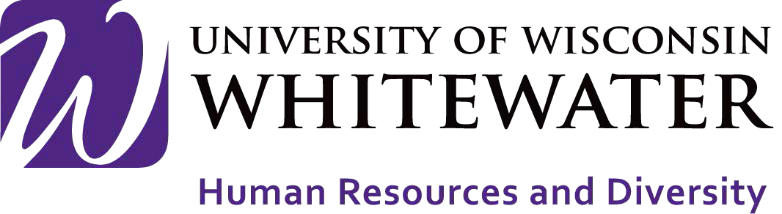 W
UNIVERSITY OF WISCONSIN
WHITEWATER
Human Resources and Diversity